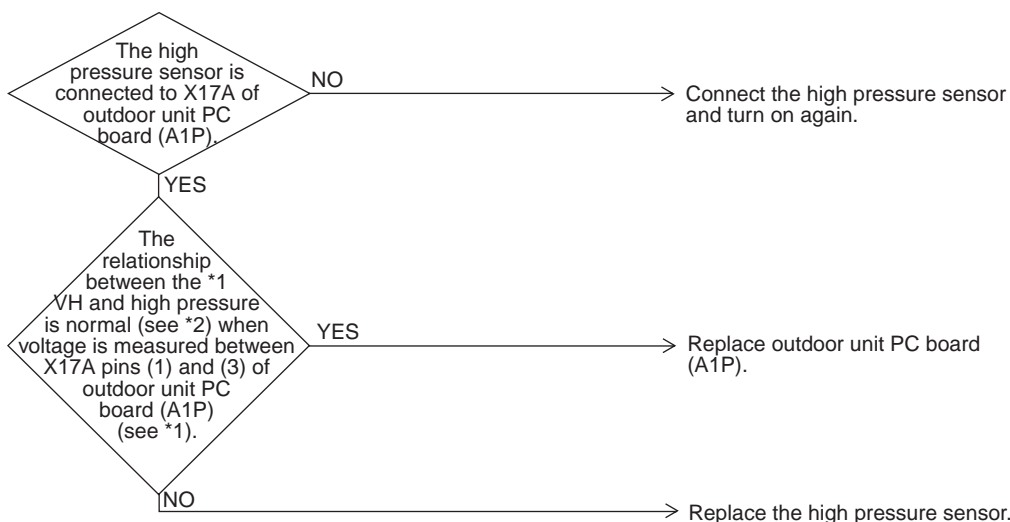 The high
pressure sensor is
connected to X17A of
outdoor unit PC
board (A1P).
NO
Connect the high pressure sensor
and turn on again.
YES
The
relationship
between the *1
VH and high pressure
is normal (see *2) when
voltage is measured between
X17A pins (1) and (3) of
outdoor unit PC
board (A1P)
(see *1).
YES
Replace outdoor unit PC board
(A1P).
NO
Replace the high pressure sensor.